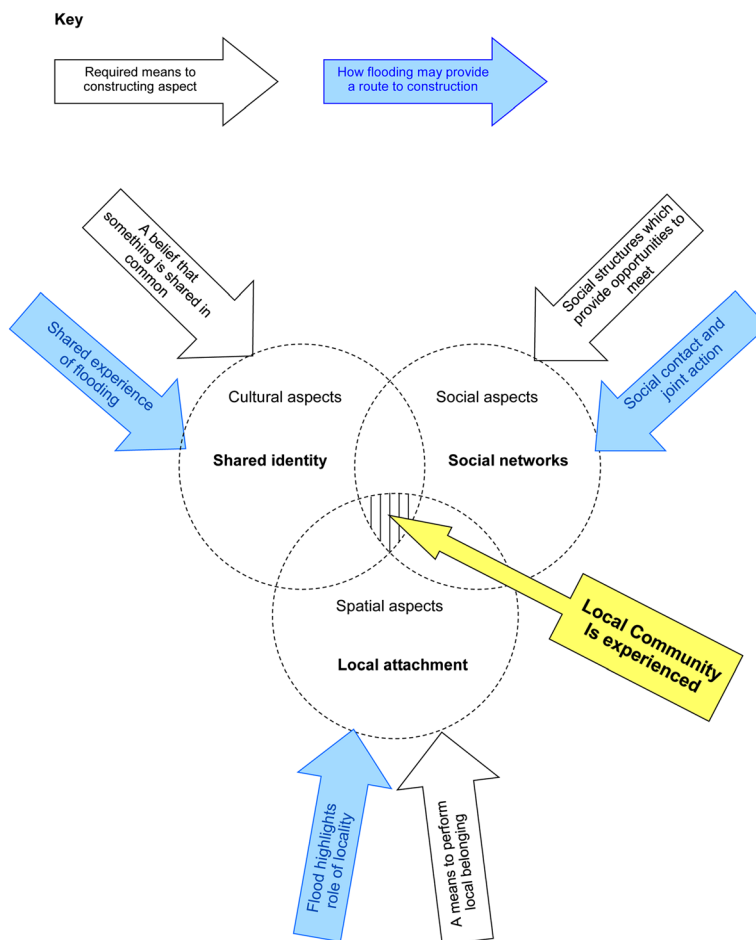 Key
Required means to
constructing aspect
How flooding may provide
a route to construction
A belief that
something is shared in
common
Social structures which
provide opportunities to
meet
Shared experience
of flooding
Social contact and
joint action
Cultural aspects
Social aspects
Shared identity
Social networks
Spatial aspects
Local attachment
Local Community
Is experienced
Flood highlights
role of locality
A means to perform
local belonging